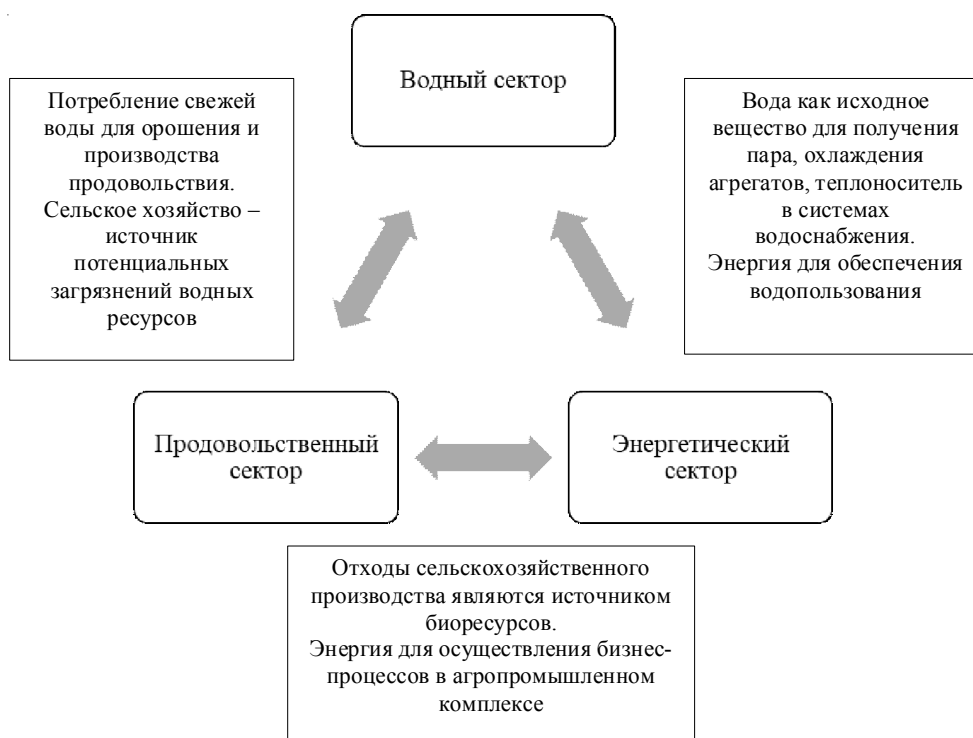 Водный сектор
Потребление свежей
воды для орошения и
производства
продовольствия.
Сельское хозяйство –
источник
потенциальных
загрязнений водных
ресурсов
Вода как исходное
вещество для получения
пара, охлаждения
агрегатов, теплоноситель
в системах
водоснабжения.
Энергия для обеспечения
водопользования
Продовольственный
сектор
Энергетический
сектор
Отходы сельскохозяйственного
производства являются источником
биоресурсов.
Энергия для осуществления бизнес-
процессов в агропромышленном
комплексе